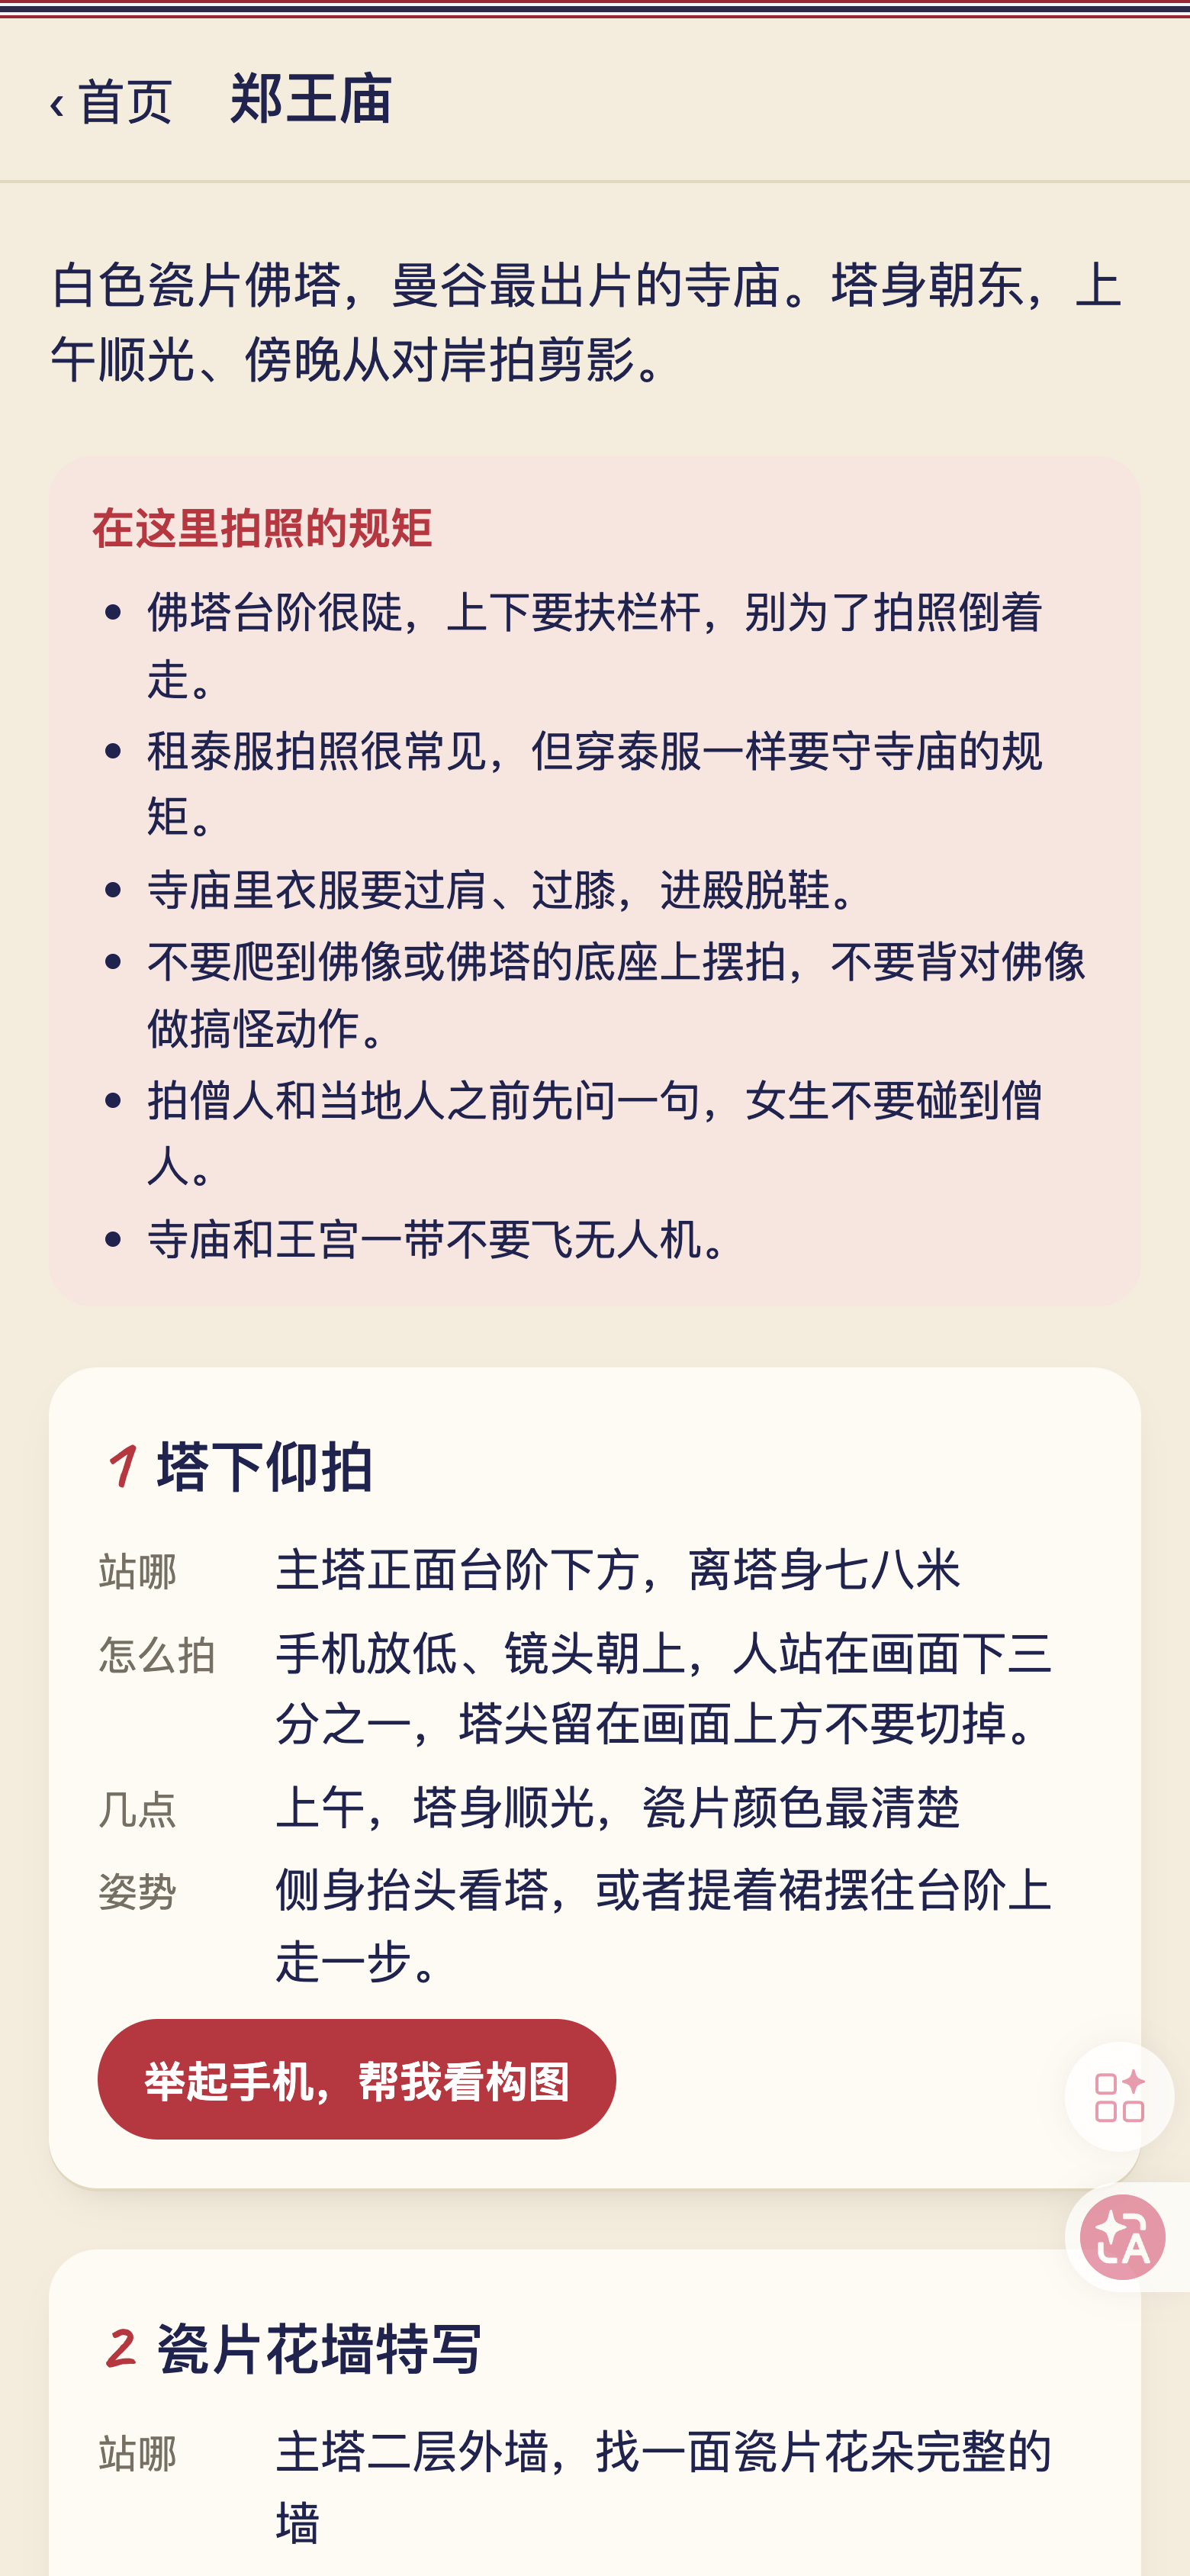 ‹ 首页 郑王庙
白色瓷片佛塔，曼谷最出片的寺庙。塔身朝东，上
午顺光、傍晚从对岸拍剪影。
在这里拍照的规矩
• 佛塔台阶很陡，上下要扶栏杆，别为了拍照倒着
走。
• 租泰服拍照很常见，但穿泰服一样要守寺庙的规
矩。
• 寺庙里衣服要过肩、过膝，进殿脱鞋。
• 不要爬到佛像或佛塔的底座上摆拍，不要背对佛像
做搞怪动作。
• 拍僧人和当地人之前先问一句，女生不要碰到僧
人。
• 寺庙和王宫一带不要飞无人机。
1 塔下仰拍
站哪 主塔正面台阶下方，离塔身七八米
怎么拍 手机放低、镜头朝上，人站在画面下三
分之一，塔尖留在画面上方不要切掉。
几点 上午，塔身顺光，瓷片颜色最清楚
姿势 侧身抬头看塔，或者提着裙摆往台阶上
走一步。
举起手机，帮我看构图
A
2 瓷片花墙特写
站哪 主塔二层外墙，找一面瓷片花朵完整的
墙